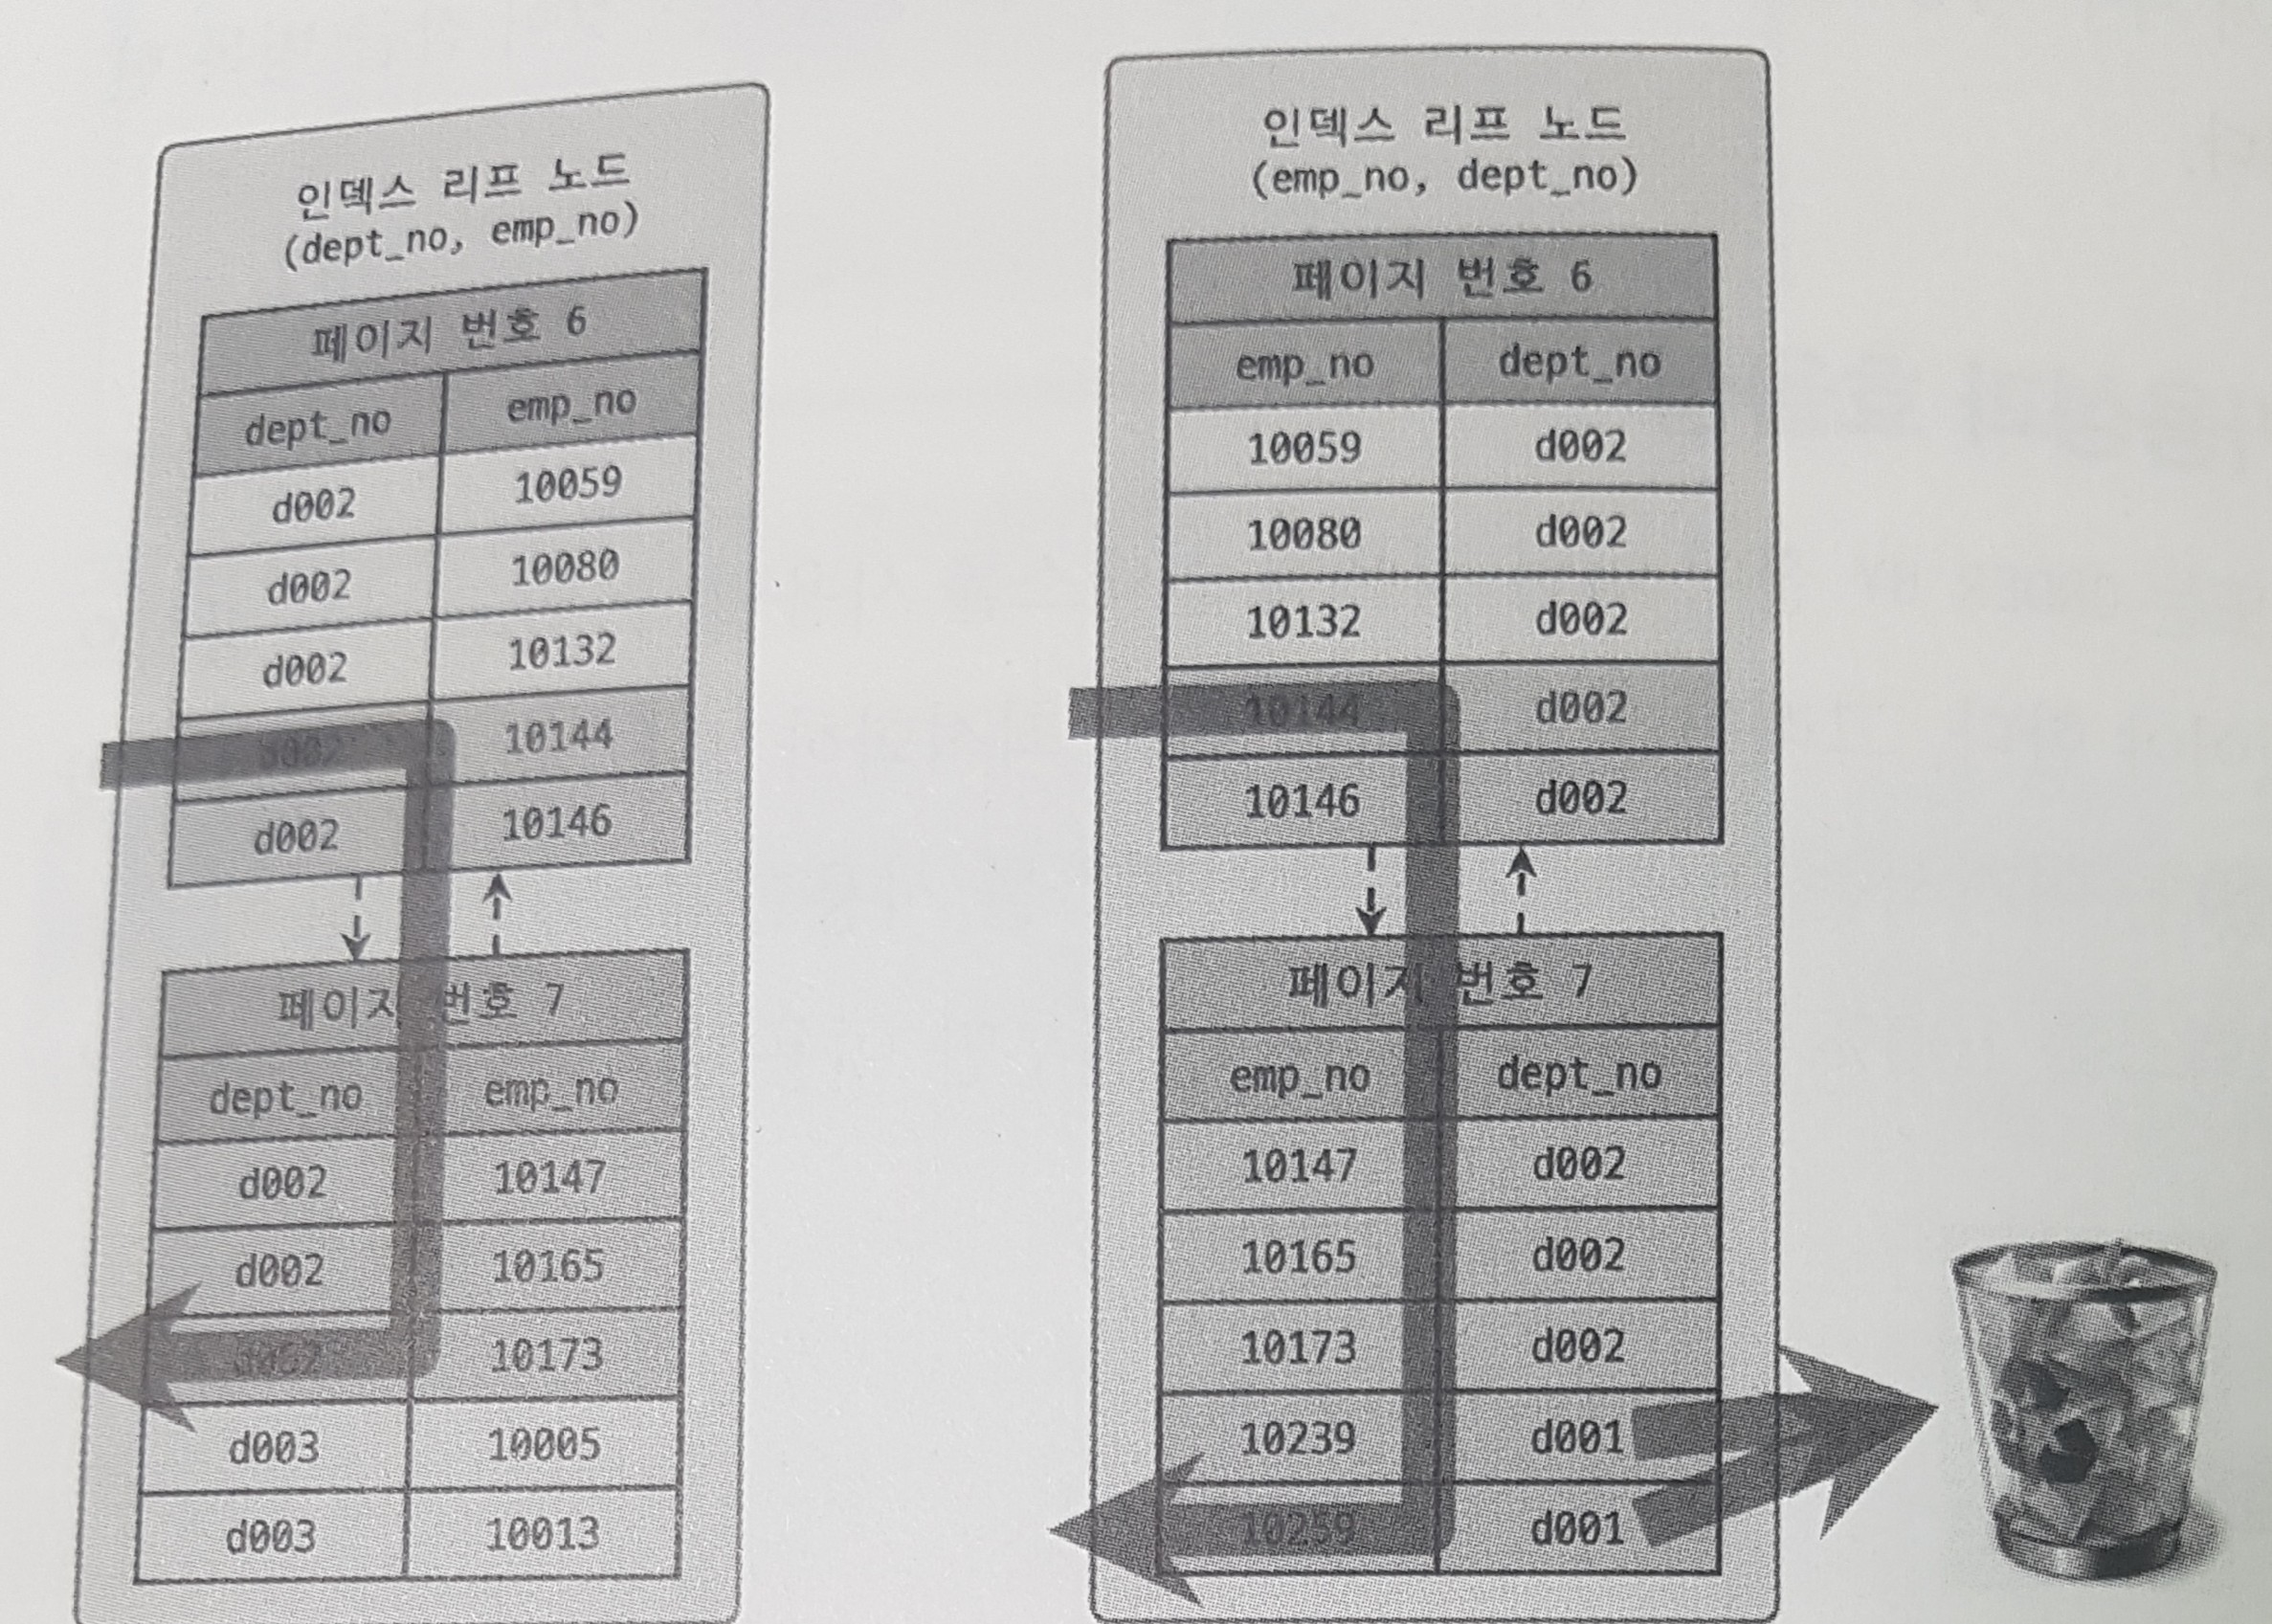 인덱스 리프 노드
(dept_no, emp_no)
페이지 번호 6
dept_no emp_no
d002 10059
d002 10080
d002 10132
d002 10144
d002 10146
페이지 번호 7
dept_no emp_no
d002 10147
d002 10165
10173
d003 10005
d003 10013
인덱스 리프 노드
(emp_no, dept_no)
페이지 번호 6
emp_no dept_no
10059 d002
10080 d002
10132 d002
10144 d002
10146 d002
페이지 번호 7
emp_no dept_no
10147 d002
10165 d002
10173 d002
10239 d001
10259 d001